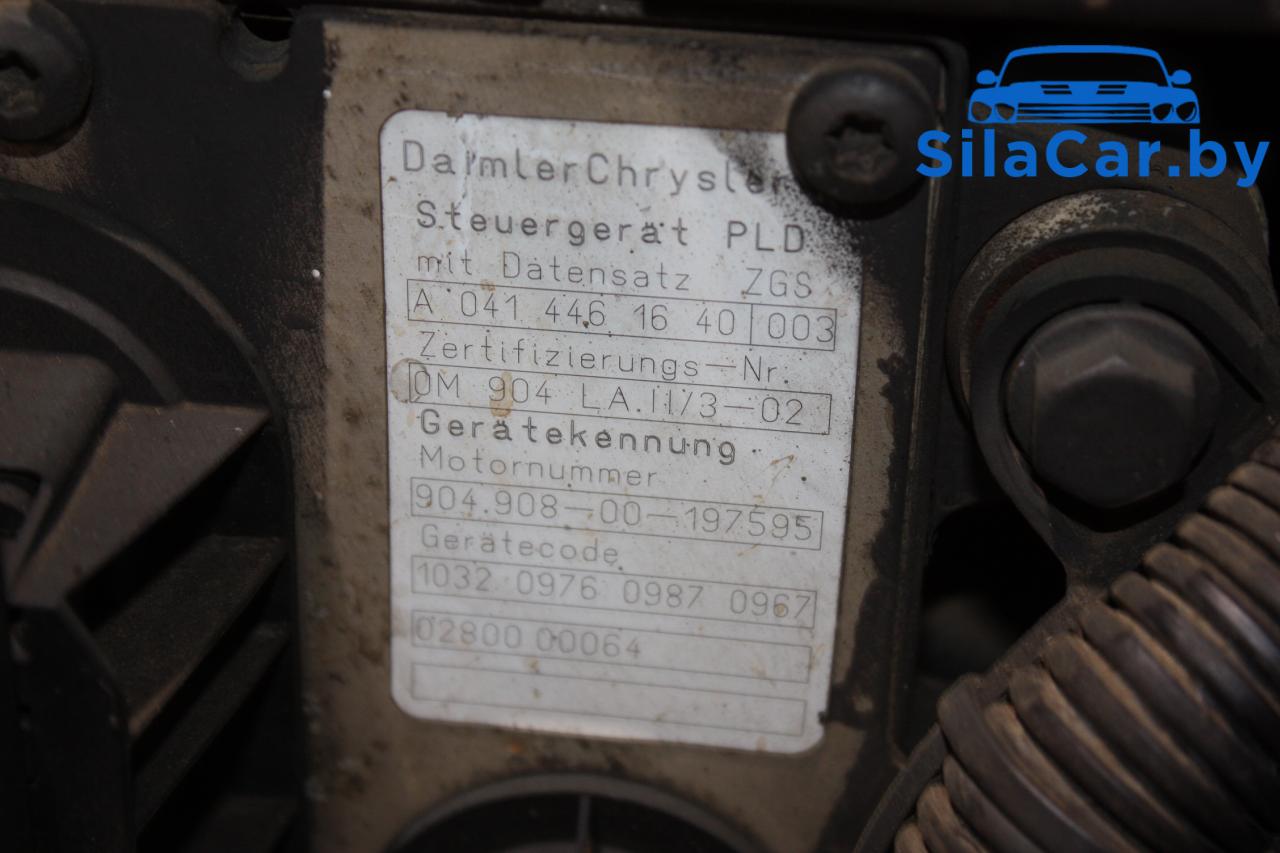 SilaCar.by
DaimlerChrysler
Steuergerät PLD
mit Datensatz ZGS
A 041 446 16 40 003
Zertifizierungs-Nr.
OM 904 LA.II/3-02
Gerätekennung
Motornummer
904.908-00-197595
Gerätecode
1032 0976 0987 0967
02800 00064